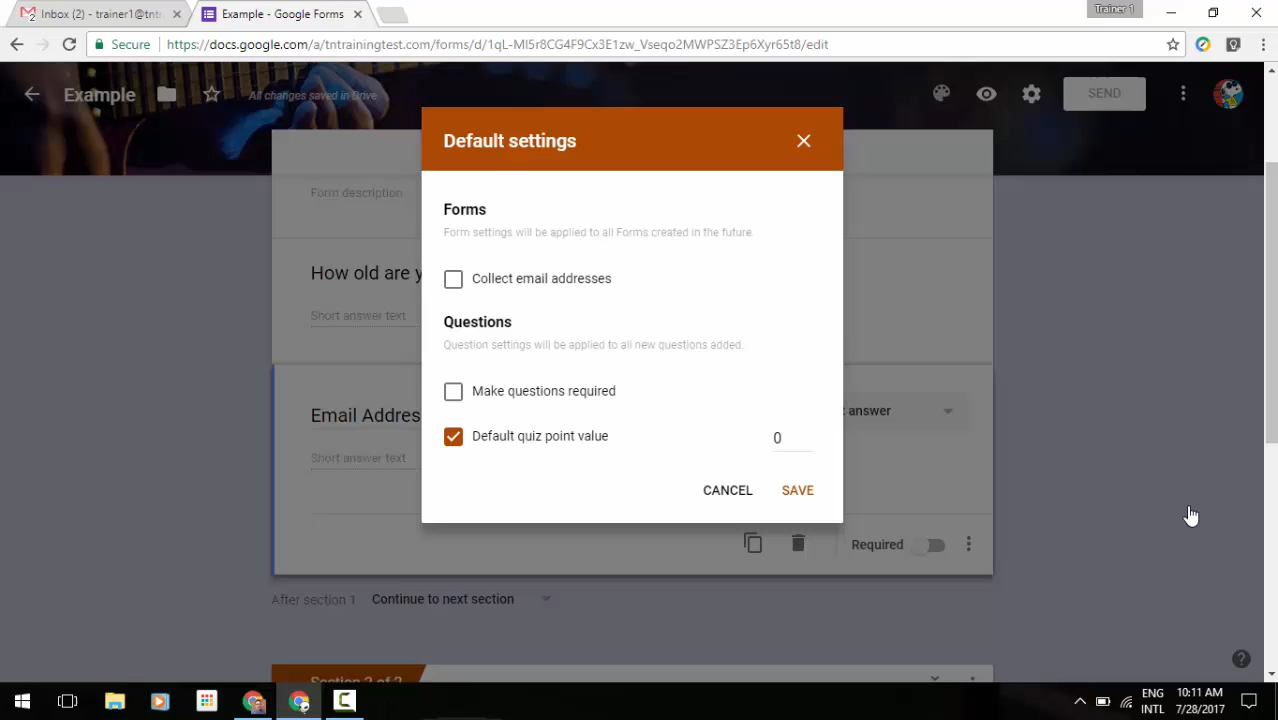 Inbox (2) - trainer1@tntr
Example - Google Forms
Trainer 1
Secure
https://docs.google.com/a/tntrainingtest.com/forms/d/1qL-MI5r8CG4F9Cx3E1zw_Vseqo2MWPSZ3Ep6Xyr65t8/edit
Example
All changes saved in Drive
SEND
Default settings
Form description
Forms
Form settings will be applied to all Forms created in the future.
How old are y
Collect email addresses
Short answer text
Questions
Question settings will be applied to all new questions added.
Make questions required
Email Addres
answer
Default quiz point value
0
Short answer text
CANCEL
SAVE
Required
After section 1
Continue to next section
Section 2 of 2
ENG
INTL
10:11 AM
7/28/2017